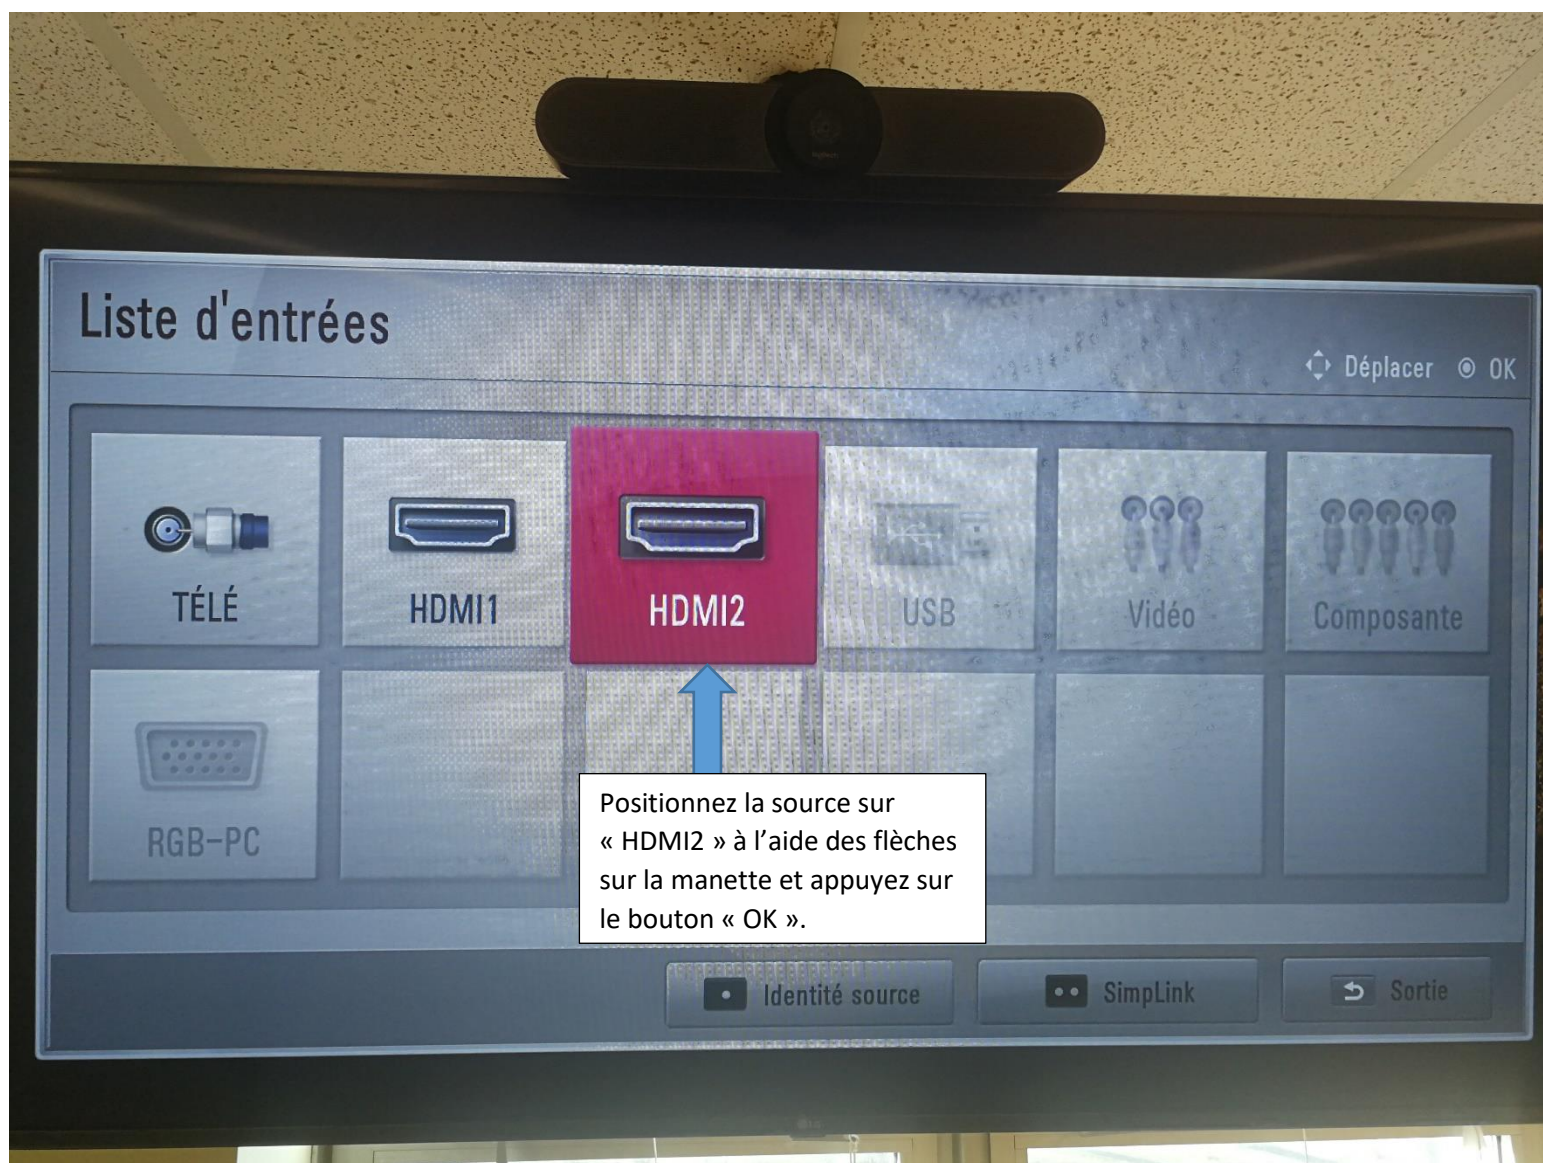 Liste d'entrées
Déplacer OK
TÉLÉ
HDMI1
HDMI2
USB
Vidéo
Composante
RGB-PC
Positionnez la source sur
« HDMI2 » à l’aide des flèches
sur la manette et appuyez sur
le bouton « OK ».
Identité source
SimpLink
Sortie